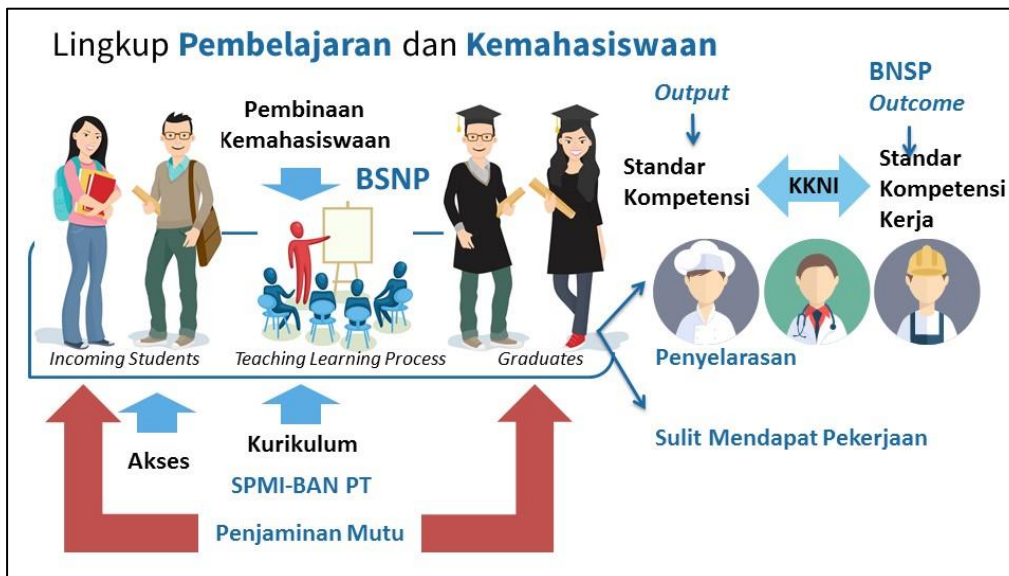 Lingkup Pembelajaran dan Kemahasiswaan
Pembinaan
Kemahasiswaan
BSNP
Output
BNSP
Outcome
Standar
Kompetensi
KKNI
Standar
Kompetensi
Kerja
Incoming Students
Teaching Learning Process
Graduates
Penyelarasan
Akses
Kurikulum
SPMI-BAN PT
Penjaminan Mutu
Sulit Mendapat Pekerjaan